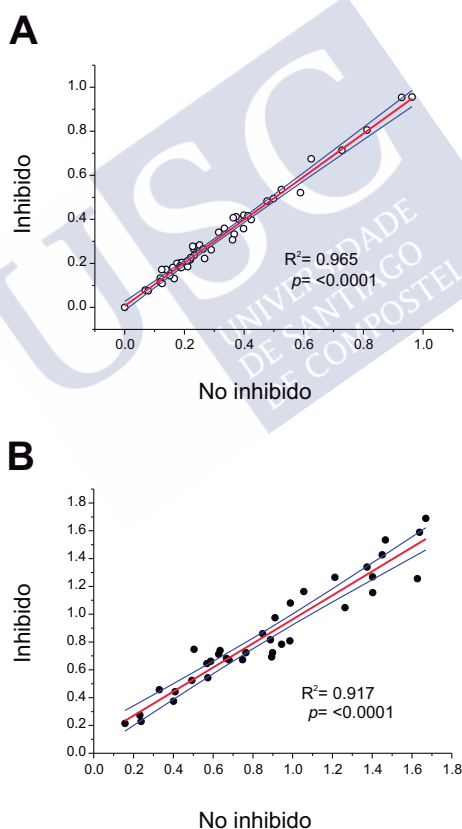 A
1.0
0.8
0.6
0.4
0.2
0.0
Inhibido
R²= 0.965
p= <0.0001
0.0 0.2 0.4 0.6 0.8 1.0
No inhibido
USC
UNIVERSIDADE
DE SANTIAGO
DE COMPOSTEL
B
1.8
1.6
1.4
1.2
1.0
0.8
0.6
0.4
0.2
0.0
Inhibido
R²= 0.917
p= <0.0001
0.0 0.2 0.4 0.6 0.8 1.0 1.2 1.4 1.6 1.8
No inhibido